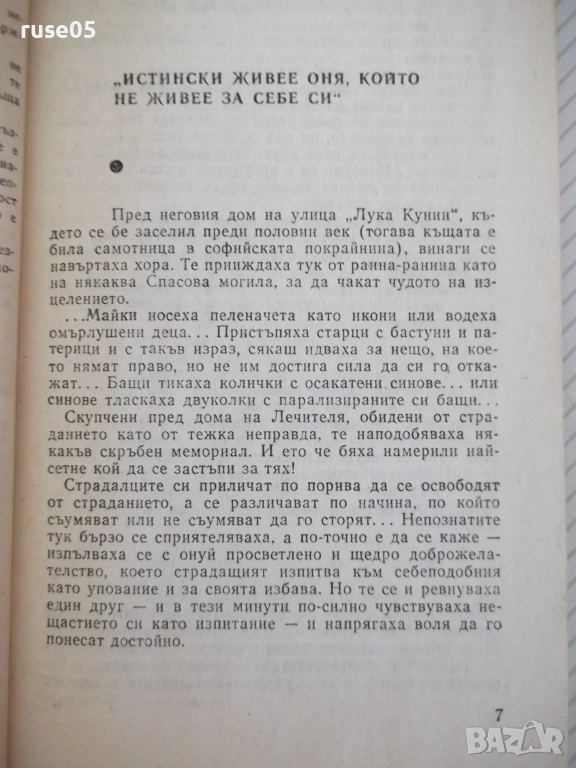 ruse05
„ИСТИНСКИ ЖИВЕЕ ОНЯ, КОЙТО
НЕ ЖИВЕЕ ЗА СЕБЕ СИ“
Пред неговия дом на улица „Лука Кунин“, къ-
дето се бе заселил преди половин век (тогава къщата е
била самотница в софийската покрайнина), винаги се
навъртаха хора. Те прииждаха тук от ранна-ранина като
на някаква Спасова могила, за да чакат чудото на из-
целението.
...Майки носеха пеленачета като икони или водеха
омърлушени деца... Пристъпяха старци с бастуни и па-
терици и с такъв израз, сякаш идваха за нещо, на кое-
то нямат право, но не им достига сила да си го отка-
жат... Бащи тикаха колички с осакатени синове... или
синове тласкаха двуколки с парализираните си бащи...
Скупчени пред дома на Лечителя, обидени от стра-
данието като от тежка неправда, те наподобяваха ня-
какъв скръбен мемориал. И ето че бяха намерили най-
сетне кой да се застъпи за тях!
Страдалците си приличат по порива да се освободят
от страданието, а се различават по начина, по който
съумяват или не съумяват да го сторят... Непознатите
тук бързо се сприятеляваха, а по-точно е да се каже —
изпълваха се с онуй просветлено и щедро доброжела-
телство, което страдащият изпитва към себеподобния
като упование и за своята избава. Но те се и ревнуваха
един друг — и в тези минути по-силно чувствуваха не-
щастието си като изпитание — и напрягаха воля да го
понесат достойно.
7
BAZAR